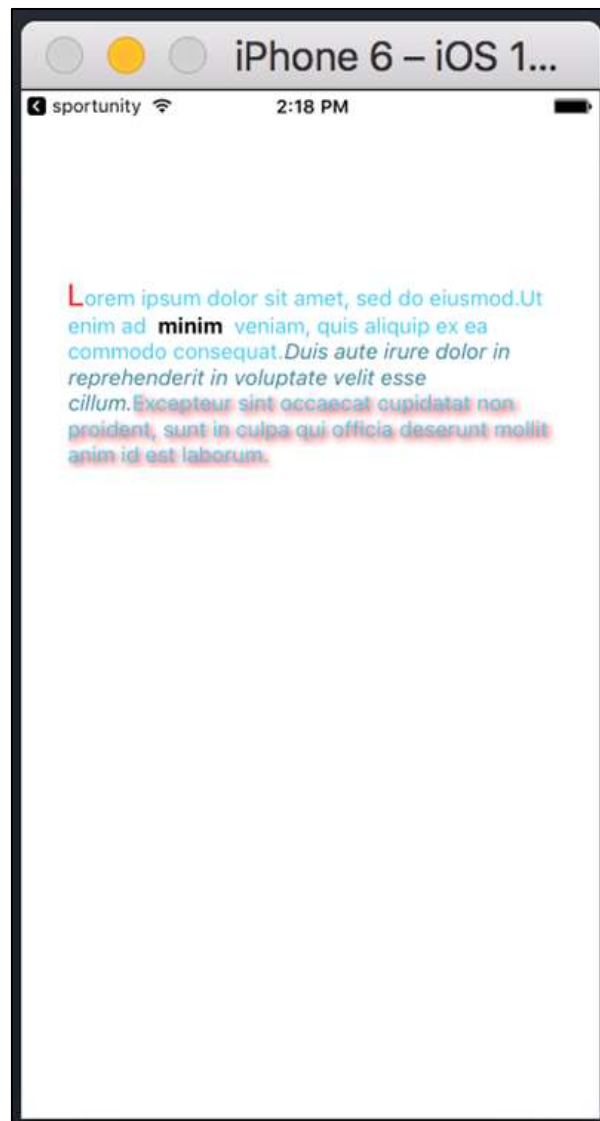 iPhone 6 – iOS 1...
sportunity 2:18 PM
Lorem ipsum dolor sit amet, sed do eiusmod.Ut
enim ad minim veniam, quis aliquip ex ea
commodo consequat.Duis aute irure dolor in
reprehenderit in voluptate velit esse
cillum.Excepteur sint occaecat cupidatat non
proident, sunt in culpa qui officia deserunt mollit
anim id est laborum.